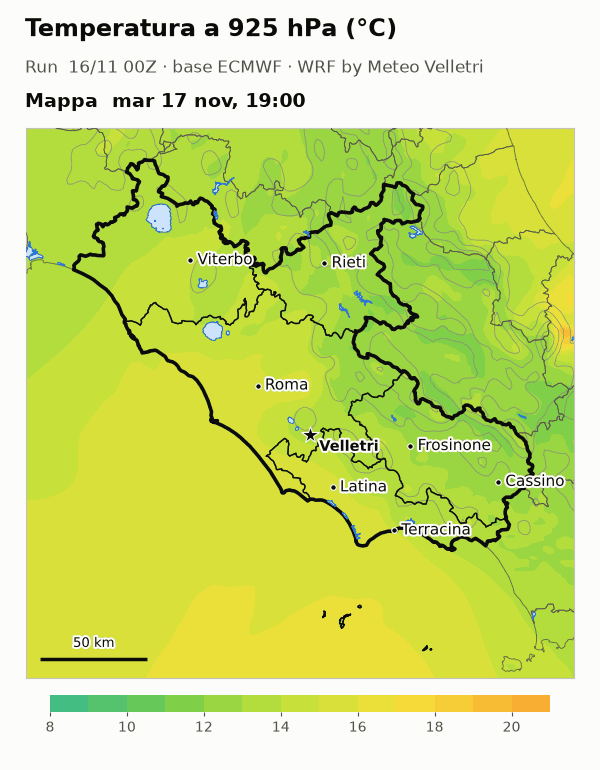 Temperatura a 925 hPa (°C)
Run  16/11 00Z · base ECMWF · WRF by Meteo Velletri
Mappa  mar 17 nov, 19:00
Viterbo
Rieti
Roma
Velletri
Frosinone
Cassino
Latina
Terracina
50 km
8 10 12 14 16 18 20